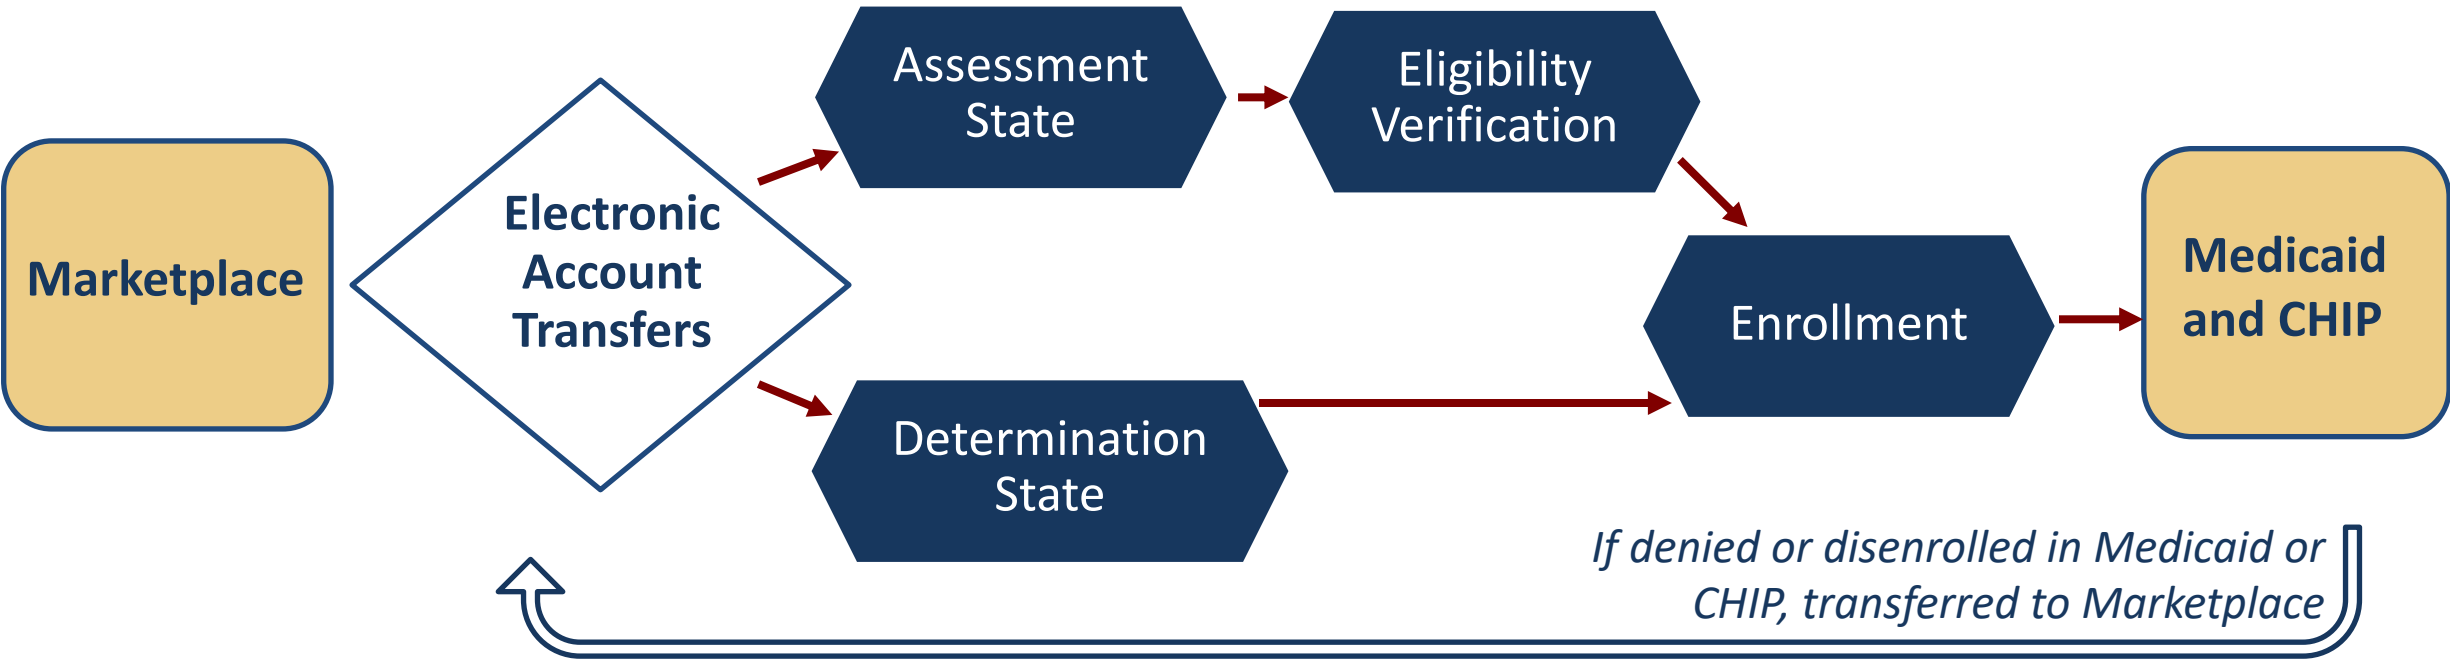 Marketplace
Electronic
Account
Transfers
Assessment
State
Eligibility
Verification
Determination
State
Enrollment
Medicaid
and CHIP
If denied or disenrolled in Medicaid or
CHIP, transferred to Marketplace